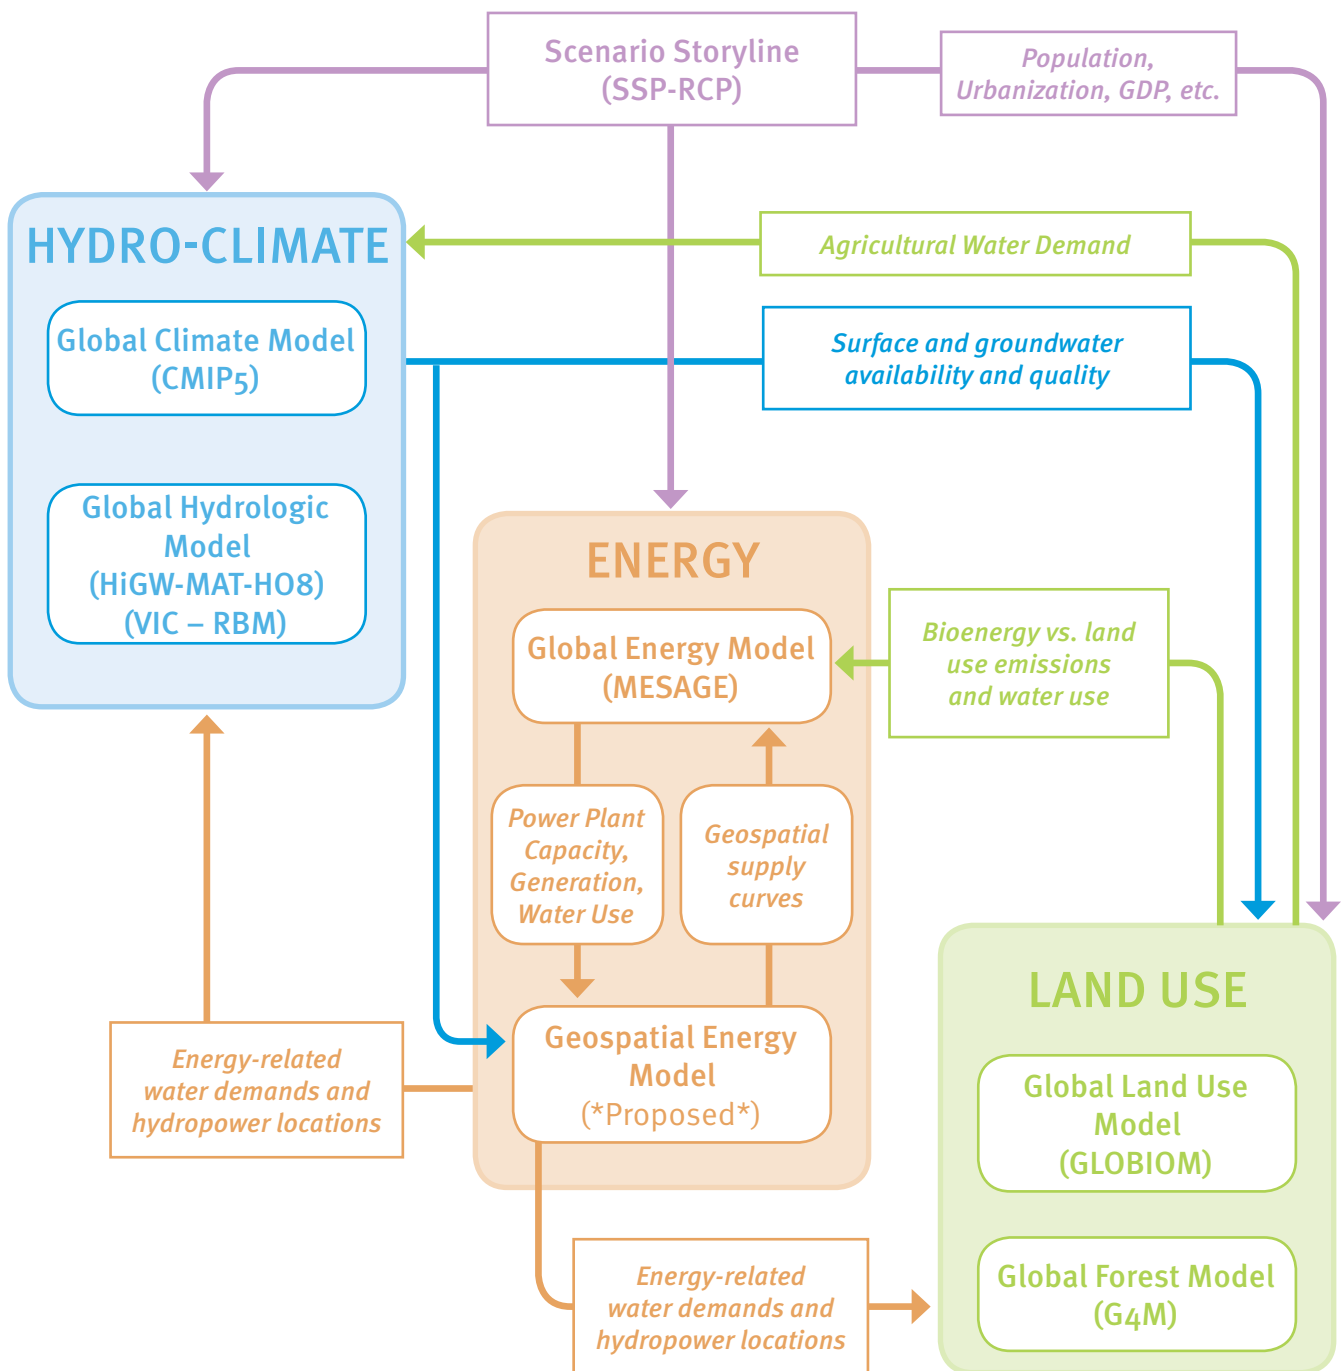 Scenario Storyline
(SSP-RCP)
Population,
Urbanization, GDP, etc.
HYDRO-CLIMATE
Agricultural Water Demand
Global Climate Model
(CMIP5)
Surface and groundwater
availability and quality
Global Hydrologic
Model
(HiGW-MAT-HO8)
(VIC – RBM)
ENERGY
Global Energy Model
(MESAGE)
Bioenergy vs. land
use emissions
and water use
Power Plant
Capacity,
Generation,
Water Use
Geospatial
supply
curves
Geospatial Energy
Model
(*Proposed*)
Energy-related
water demands and
hydropower locations
LAND USE
Global Land Use
Model
(GLOBIOM)
Global Forest Model
(G4M)
Energy-related
water demands and
hydropower locations